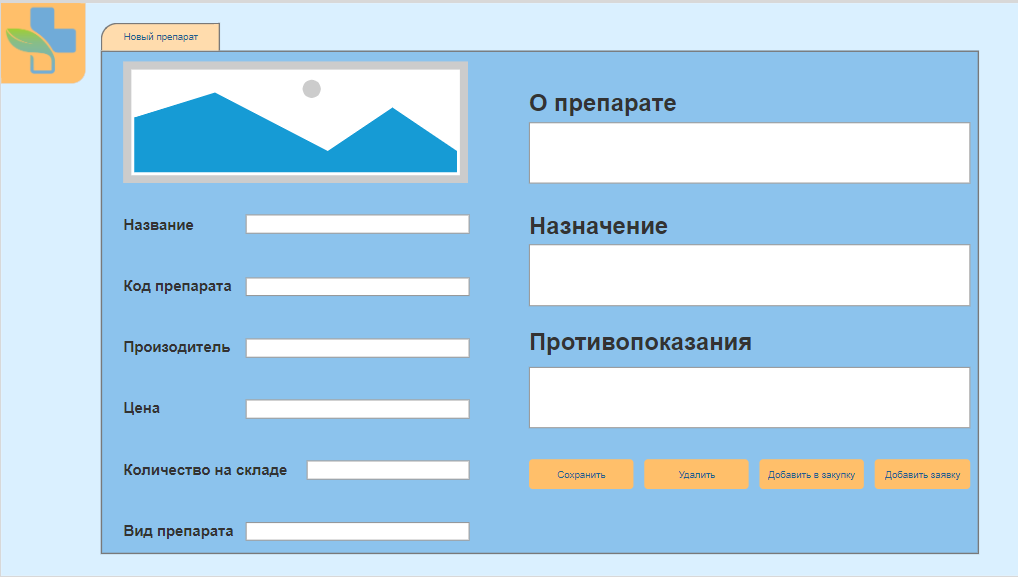 Новый препарат
Название
Код препарата
Произодитель
Цена
Количество на складе
Вид препарата
О препарате
Назначение
Противопоказания
Сохранить
Удалить
Добавить в закупку
Добавить заявку